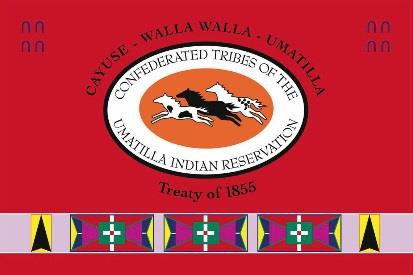 CAYUSE - WALLA WALLA - UMATILLA
CONFEDERATED TRIBES OF THE
UMATILLA INDIAN RESERVATION
Treaty of 1855